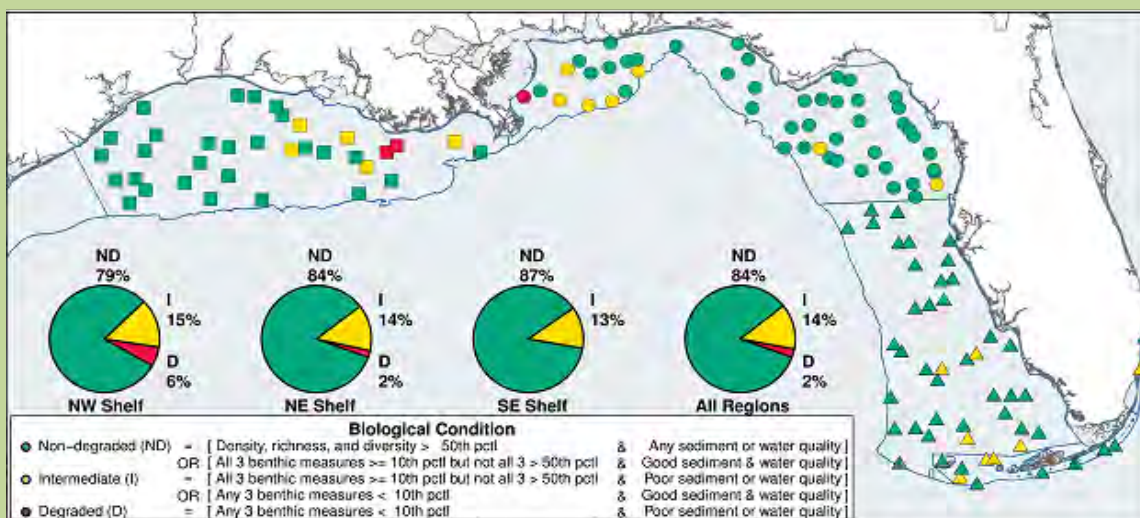 ND
79%
I
15%
D
6%
NW Shelf
ND
84%
I
14%
D
2%
NE Shelf
ND
87%
I
13%
SE Shelf
ND
84%
I
14%
D
2%
All Regions
Biological Condition
Non-degraded (ND) = [ Density, richness, and diversity > 50th pctl & Any sediment or water quality ]
OR [ All 3 benthic measures >= 10th pctl but not all 3 > 50th pctl & Good sediment & water quality ]
Intermediate (I) = [ All 3 benthic measures >= 10th pctl but not all 3 > 50th pctl & Poor sediment or water quality ]
OR [ Any 3 benthic measures < 10th pctl & Good sediment & water quality ]
Degraded (D) = [ Any 3 benthic measures < 10th pctl & Poor sediment or water quality ]